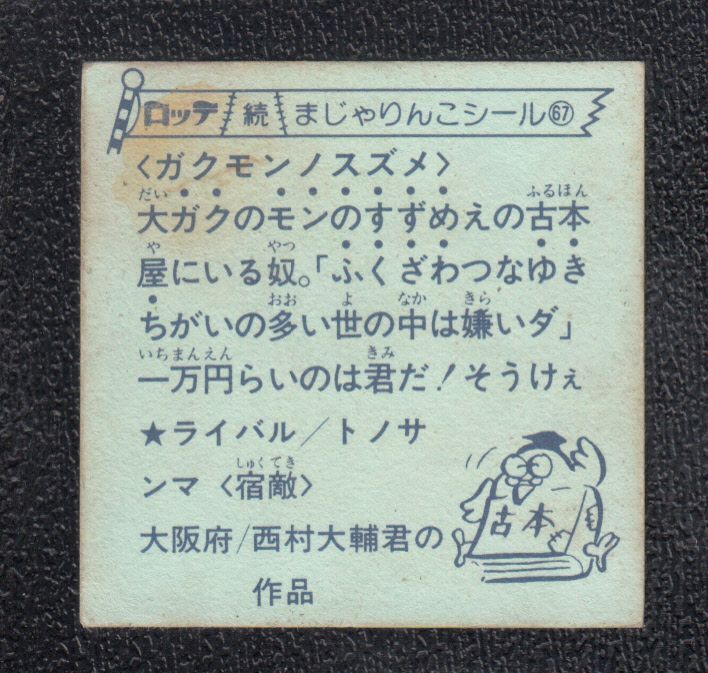 ロッテ 続 まじゃりんこシール67
〈ガクモンノスズメ〉
大ガクのモンのすずめえの古本
屋にいる奴。「ふくざわつなゆき
ちがいの多い世の中は嫌いダ」
一万円らいのは君だ！そうけぇ
★ライバル／トノサ
ンマ〈宿敵〉
大阪府/西村大輔君の
作品
古本